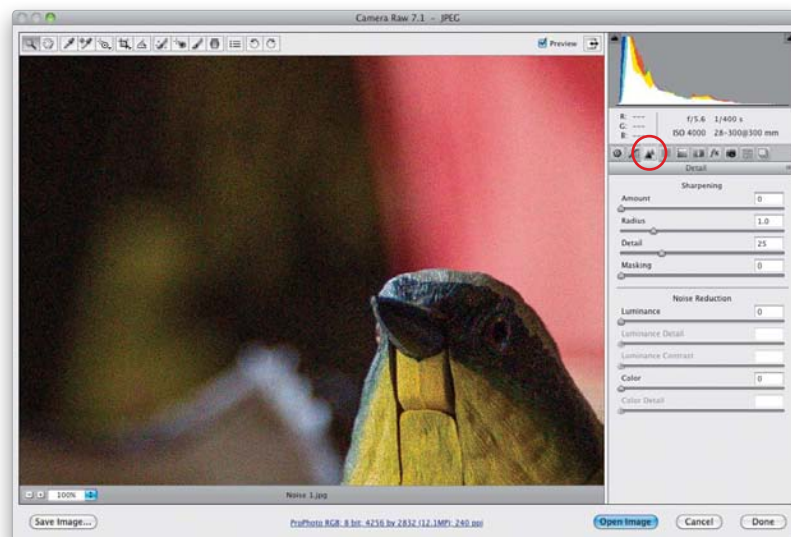 Camera Raw 7.1 - JPEG
Preview
R: ---
G: ---
B: ---
f/5.6 1/400 s
ISO 4000 28-300@300 mm
fx
Detail
Sharpening
Amount 0
Radius 1.0
Detail 25
Masking 0
Noise Reduction
Luminance 0
Luminance Detail
Luminance Contrast
Color 0
Color Detail
100%
Noise 1.jpg
Save Image...
ProPhoto RGB; 8 bit; 4256 by 2832 (12.1MP); 240 ppi
Open Image
Cancel
Done